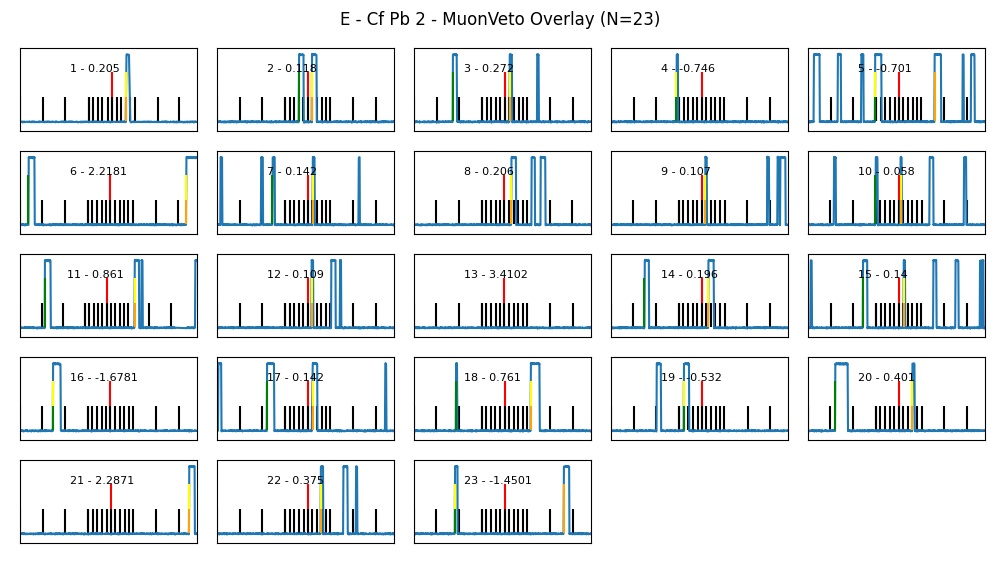 E - Cf Pb 2 - MuonVeto Overlay (N=23)
1 - 0.205
2 - 0.118
3 - 0.272
4 - -0.746
5 - -0.701
6 - 2.2181
7 - 0.142
8 - 0.206
9 - 0.107
10 - 0.058
11 - 0.861
12 - 0.109
13 - 3.4102
14 - 0.196
15 - 0.14
16 - -1.6781
17 - 0.142
18 - 0.761
19 - -0.532
20 - 0.401
21 - 2.2871
22 - 0.375
23 - -1.4501